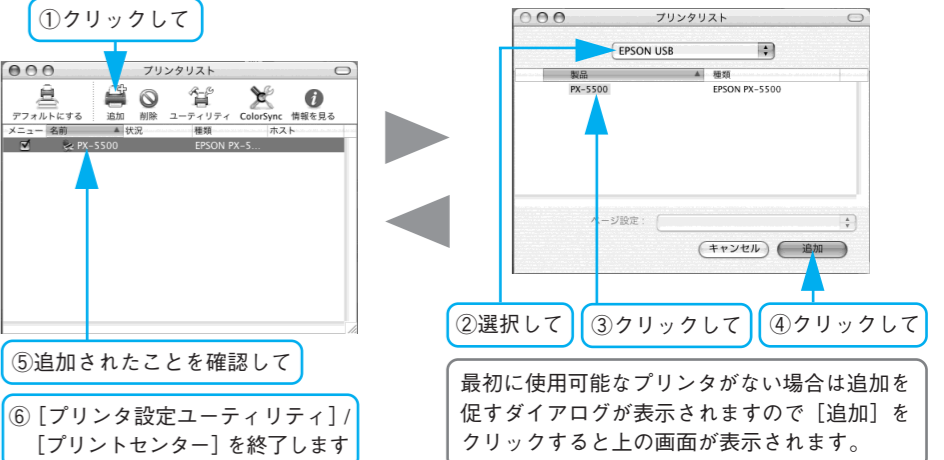 ①クリックして
プリンタリスト
デフォルトにする 追加 削除 ユーティリティ ColorSync 情報を見る
メニュー 名前 状況 種類 ホスト
PX-5500 EPSON PX-5...
プリンタリスト
EPSON USB
製品 種類
PX-5500 EPSON PX-5500
ページ設定：
キャンセル 追加
②選択して ③クリックして ④クリックして
⑤追加されたことを確認して
⑥［プリンタ設定ユーティリティ］/
［プリントセンター］を終了します
最初に使用可能なプリンタがない場合は追加を
促すダイアログが表示されますので［追加］を
クリックすると上の画面が表示されます。